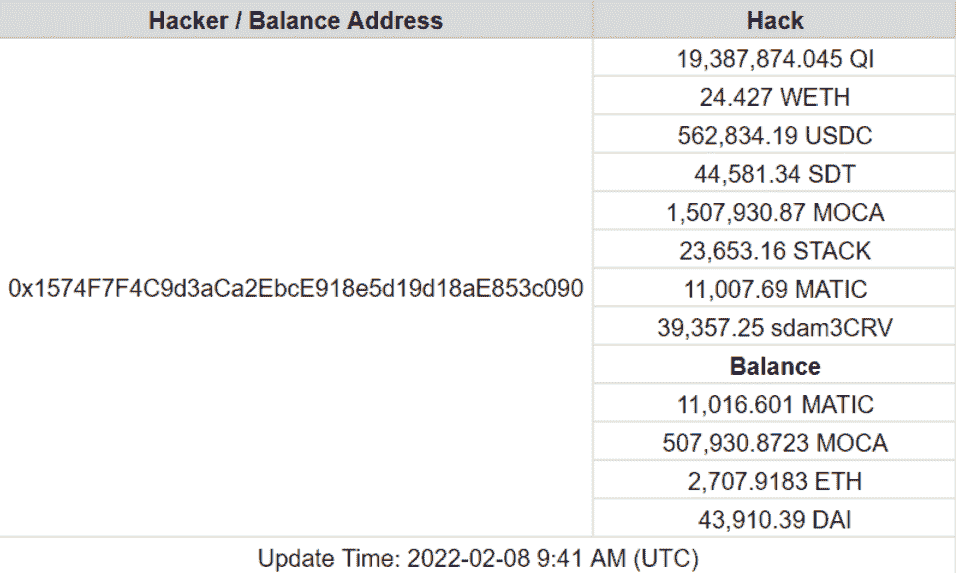 Hacker / Balance Address
Hack
19,387,874.045 QI
24.427 WETH
562,834.19 USDC
44,581.34 SDT
1,507,930.87 MOCA
23,653.16 STACK
0x1574F7F4C9d3aCa2EbcE918e5d19d18aE853c090
11,007.69 MATIC
39,357.25 sdam3CRV
Balance
11,016.601 MATIC
507,930.8723 MOCA
2,707.9183 ETH
43,910.39 DAI
Update Time: 2022-02-08 9:41 AM (UTC)